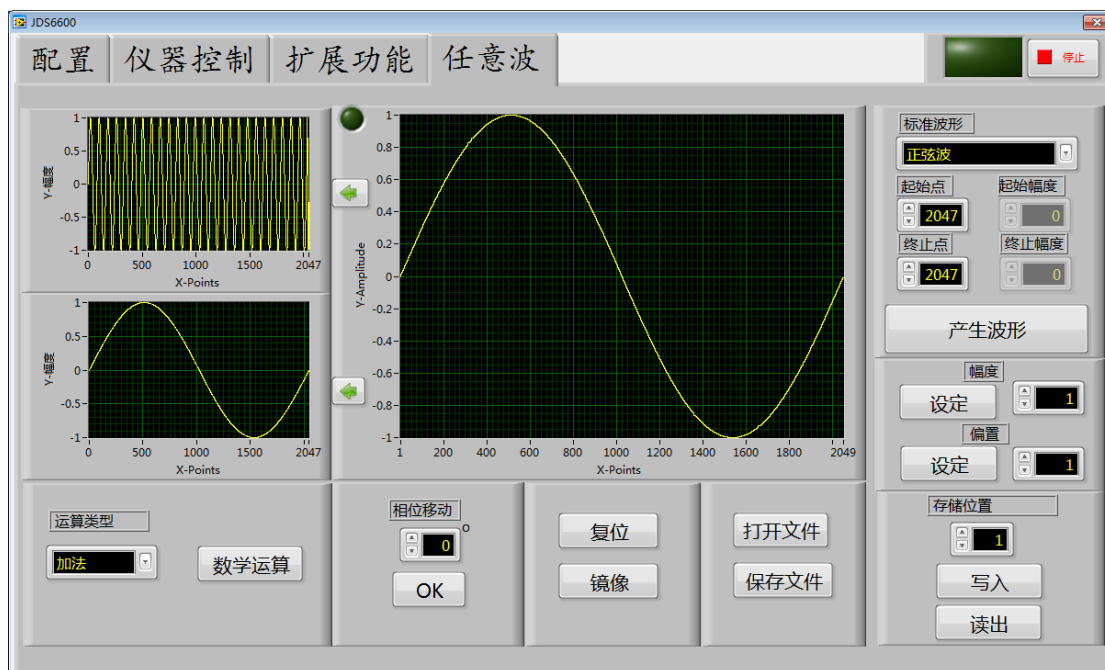 JDS6600
配置 仪器控制 扩展功能 任意波
停止
1
0.5
0
-0.5
-1
Y-幅度
0 500 1000 1500 2047
X-Points
1
0.5
0
-0.5
-1
Y-幅度
0 500 1000 1500 2047
X-Points
1
0.8
0.6
0.4
0.2
0
-0.2
-0.4
-0.6
-0.8
-1
Y-Amplitude
1 200 400 600 800 1000 1200 1400 1600 1800 2049
X-Points
标准波形
正弦波
起始点 起始幅度
2047 0
终止点 终止幅度
2047 0
产生波形
幅度
设定 1
偏置
设定 1
存储位置
1
写入
读出
运算类型
加法
数学运算
相位移动
0 o
OK
复位
镜像
打开文件
保存文件